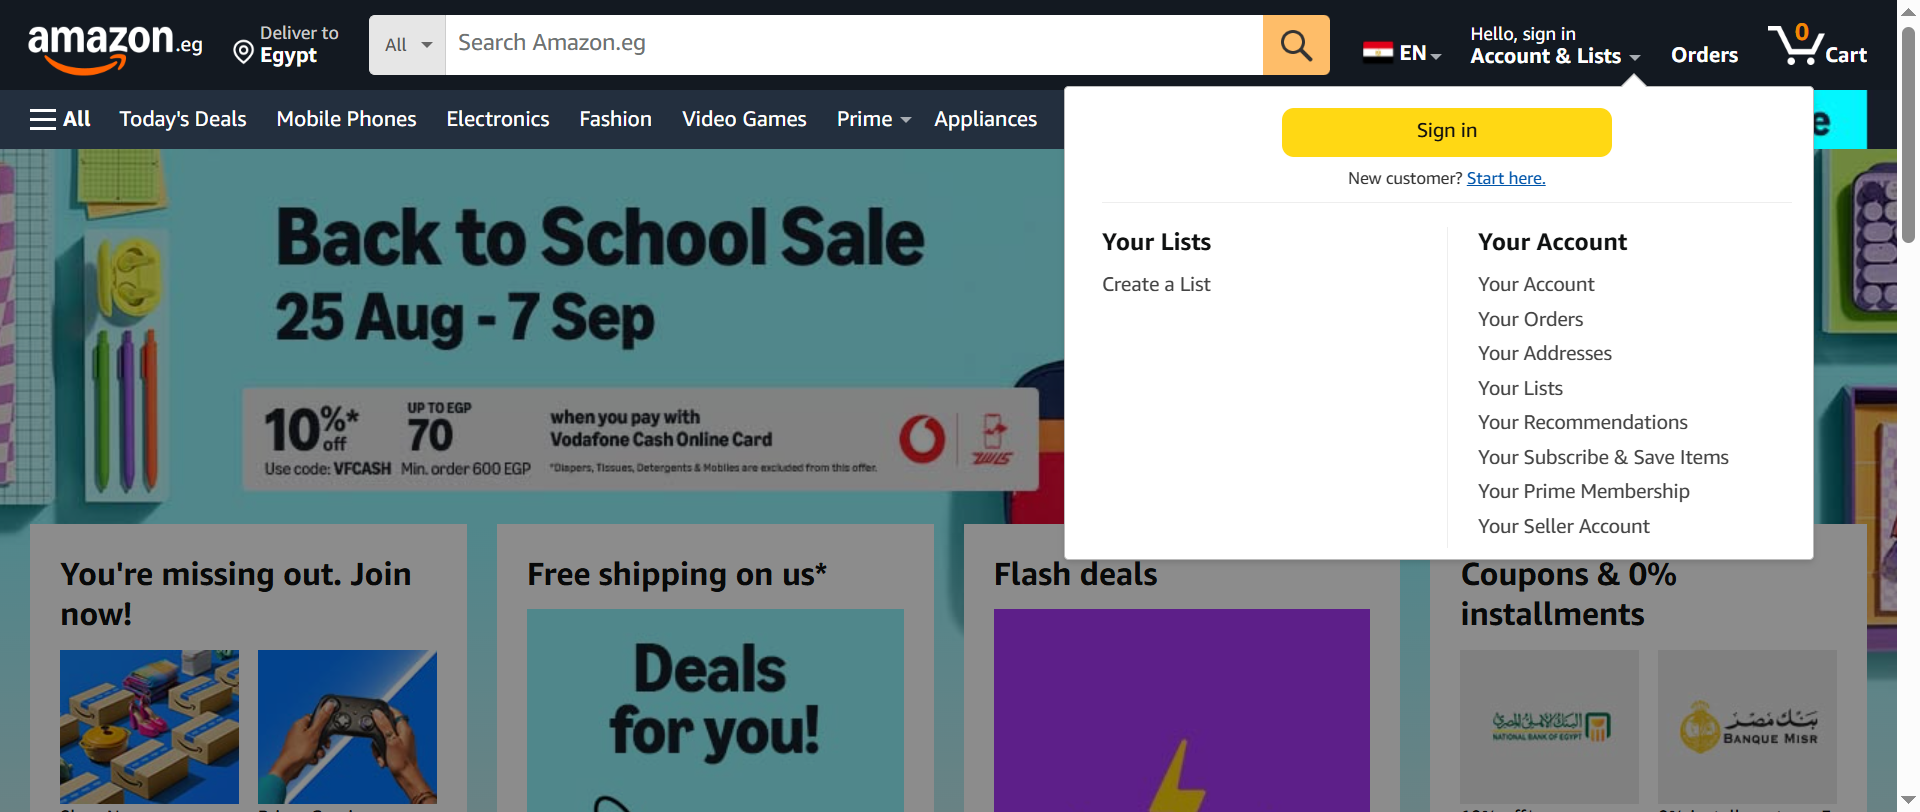 amazon.eg
Deliver to
Egypt
All
Search Amazon.eg
EN
Hello, sign in
Account & Lists
Orders
0
Cart
All
Today's Deals
Mobile Phones
Electronics
Fashion
Video Games
Prime
Appliances
e
Sign in
New customer? Start here.
Your Lists
Create a List
Your Account
Your Account
Your Orders
Your Addresses
Your Lists
Your Recommendations
Your Subscribe & Save Items
Your Prime Membership
Your Seller Account
Back to School Sale
25 Aug - 7 Sep
10%* off
Use code: VFCASH
UP TO EGP
70
Min. order 600 EGP
when you pay with
Vodafone Cash Online Card
*Diapers, Tissues, Detergents & Mobiles are excluded from this offer.
You're missing out. Join
now!
Free shipping on us*
Deals
for you!
Flash deals
Coupons & 0%
installments
البنك الأهلي المصري
NATIONAL BANK OF EGYPT
بنك مصر
BANQUE MISR